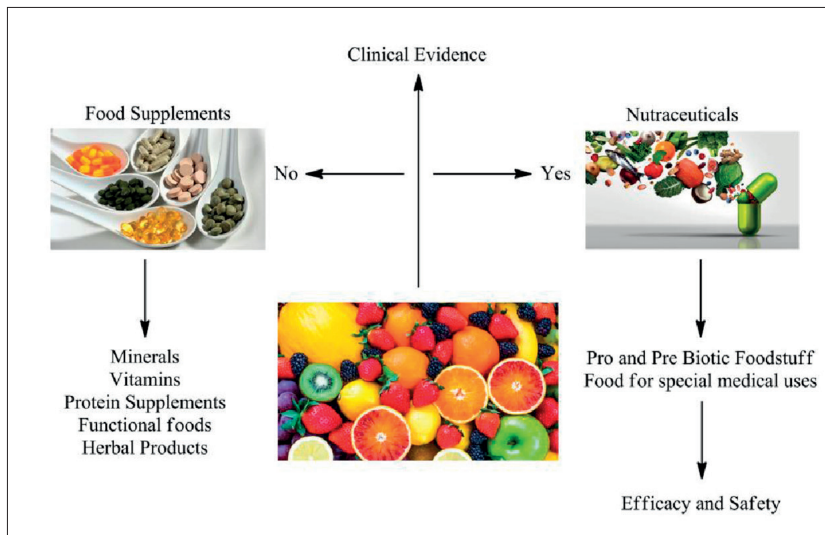 Clinical Evidence
Food Supplements
Nutraceuticals
No
Yes
Minerals
Vitamins
Protein Supplements
Functional foods
Herbal Products
Pro and Pre Biotic Foodstuff
Food for special medical uses
Efficacy and Safety